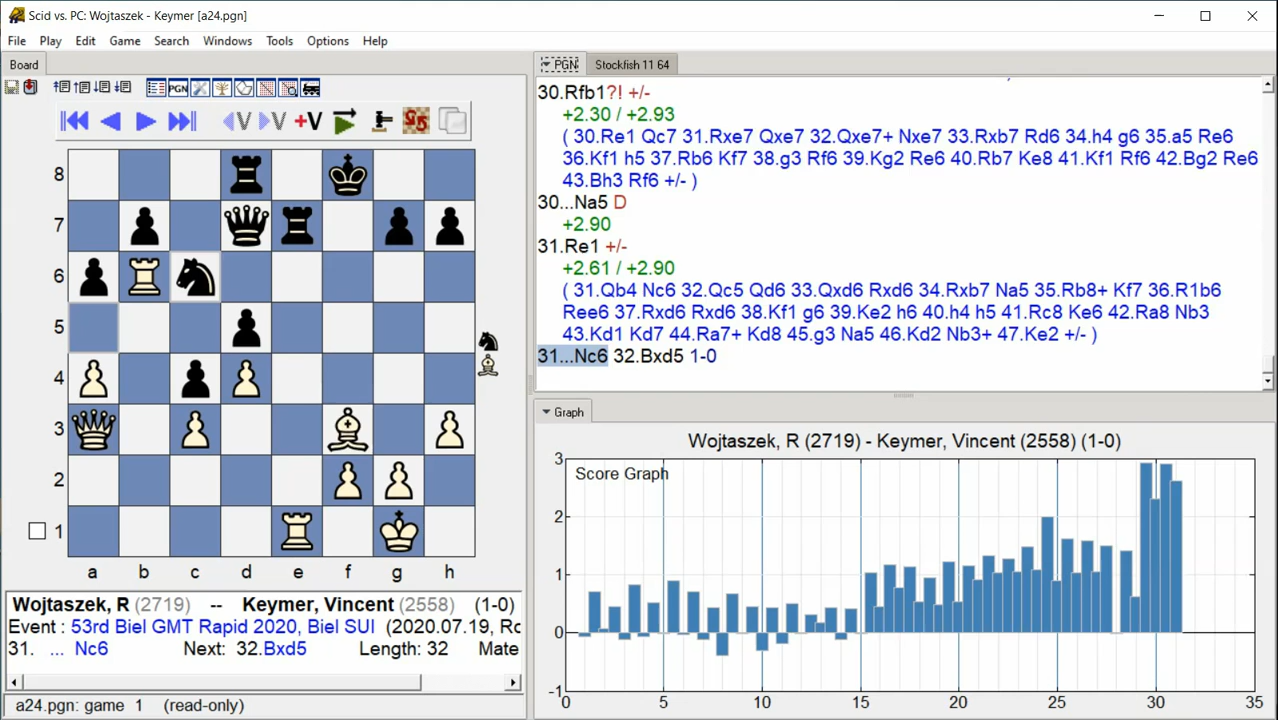 Scid vs. PC: Wojtaszek - Keymer [a24.pgn]
File Play Edit Game Search Windows Tools Options Help
Board
PGN
8
7
6
5
4
3
2
1
a b c d e f g h
Wojtaszek, R (2719) -- Keymer, Vincent (2558) (1-0)
Event : 53rd Biel GMT Rapid 2020, Biel SUI (2020.07.19, Ro
31. ... Nc6 Next: 32.Bxd5 Length: 32 Mate
a24.pgn: game 1 (read-only)
PGN Stockfish 11 64
30.Rfb1?! +/-
+2.30 / +2.93
( 30.Re1 Qc7 31.Rxe7 Qxe7 32.Qxe7+ Nxe7 33.Rxb7 Rd6 34.h4 g6 35.a5 Re6
36.Kf1 h5 37.Rb6 Kf7 38.g3 Rf6 39.Kg2 Re6 40.Rb7 Ke8 41.Kf1 Rf6 42.Bg2 Re6
43.Bh3 Rf6 +/- )
30...Na5 D
+2.90
31.Re1 +/-
+2.61 / +2.90
( 31.Qb4 Nc6 32.Qc5 Qd6 33.Qxd6 Rxd6 34.Rxb7 Na5 35.Rb8+ Kf7 36.R1b6
Ree6 37.Rxd6 Rxd6 38.Kf1 g6 39.Ke2 h6 40.h4 h5 41.Rc8 Ke6 42.Ra8 Nb3
43.Kd1 Kd7 44.Ra7+ Kd8 45.g3 Na5 46.Kd2 Nb3+ 47.Ke2 +/- )
31...Nc6 32.Bxd5 1-0
Graph
Wojtaszek, R (2719) - Keymer, Vincent (2558) (1-0)
Score Graph
3
2
1
0
-1
0 5 10 15 20 25 30 35